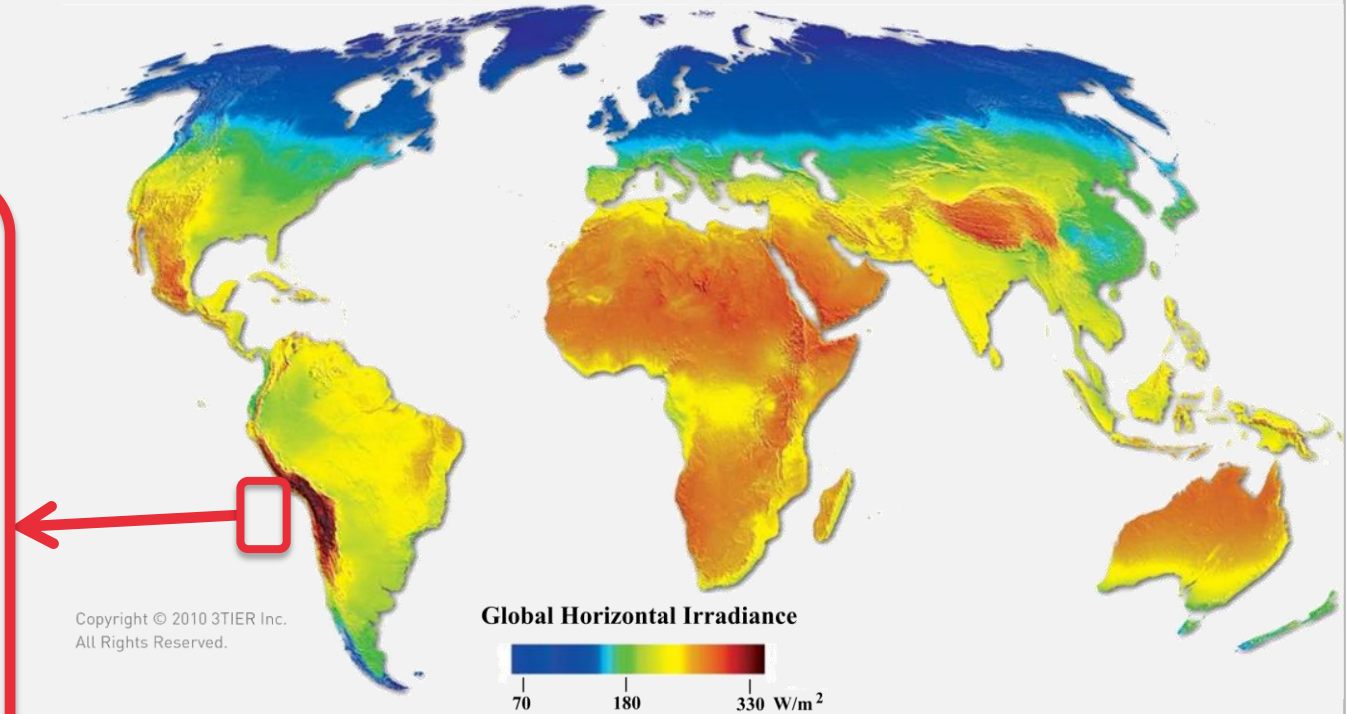 Copyright © 2010 3TIER Inc.
All Rights Reserved.
Global Horizontal Irradiance
70 180 330 W/m²